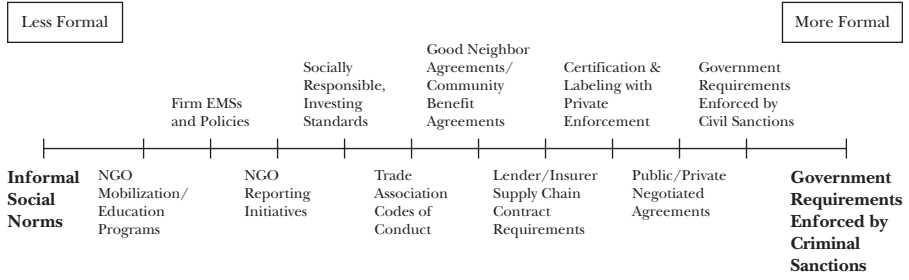 Less Formal
More Formal
Firm EMSs
and Policies
Socially
Responsible,
Investing
Standards
Good Neighbor
Agreements/
Community
Benefit
Agreements
Certification &
Labeling with
Private
Enforcement
Government
Requirements
Enforced by
Civil Sanctions
Informal
Social
Norms
NGO
Mobilization/
Education
Programs
NGO
Reporting
Initiatives
Trade
Association
Codes of
Conduct
Lender/Insurer
Supply Chain
Contract
Requirements
Public/Private
Negotiated
Agreements
Government
Requirements
Enforced by
Criminal
Sanctions